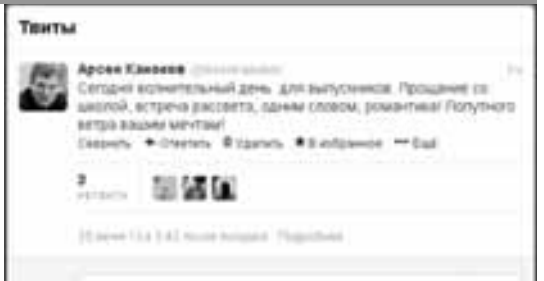 Твиты
Арсен Каноков
Сегодня волнительный день для выпускников. Прощание со
школой, встреча рассвета, одним словом, романтика! Попутного
ветра вашим мечтам!
Свернуть Ответить Удалить В избранное Ещё
3
Подробнее